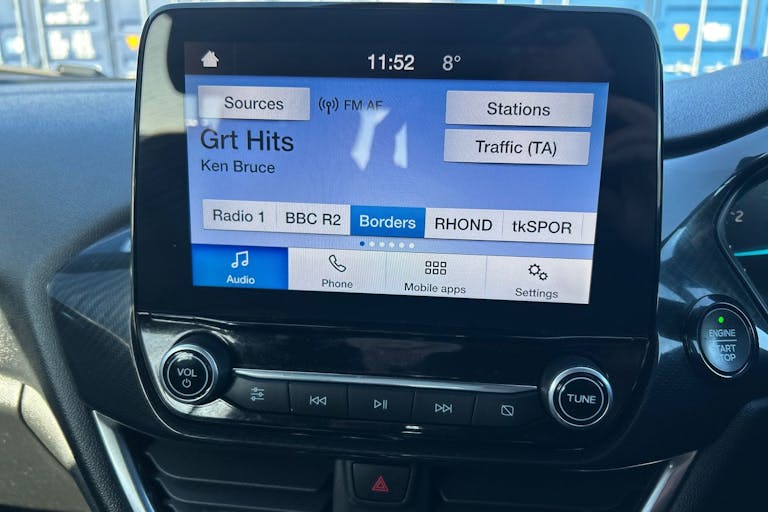 11:52 8°
Sources FM AF Stations
Grt Hits
Ken Bruce
Traffic (TA)
Radio 1 BBC R2 Borders RHOND tkSPOR
Audio Phone Mobile apps Settings
2
ENGINE
START
STOP
VOL
TUNE